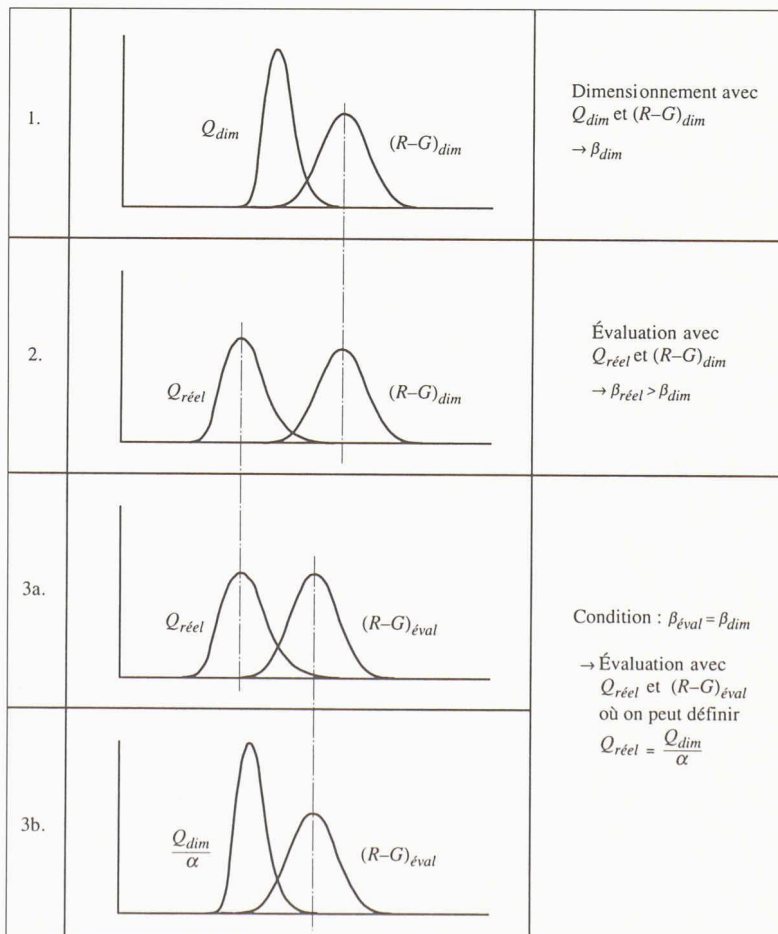 1.
Q_dim
(R–G)_dim
Dimensionnement avec
Q_dim et (R–G)_dim
→ β_dim
2.
Q_réel
(R–G)_dim
Évaluation avec
Q_réel et (R–G)_dim
→ β_réel > β_dim
3a.
Q_réel
(R–G)_éval
Condition : β_éval = β_dim
→ Évaluation avec
Q_réel et (R–G)_éval
où on peut définir
Q_réel = Q_dim/α
3b.
Q_dim/α
(R–G)_éval